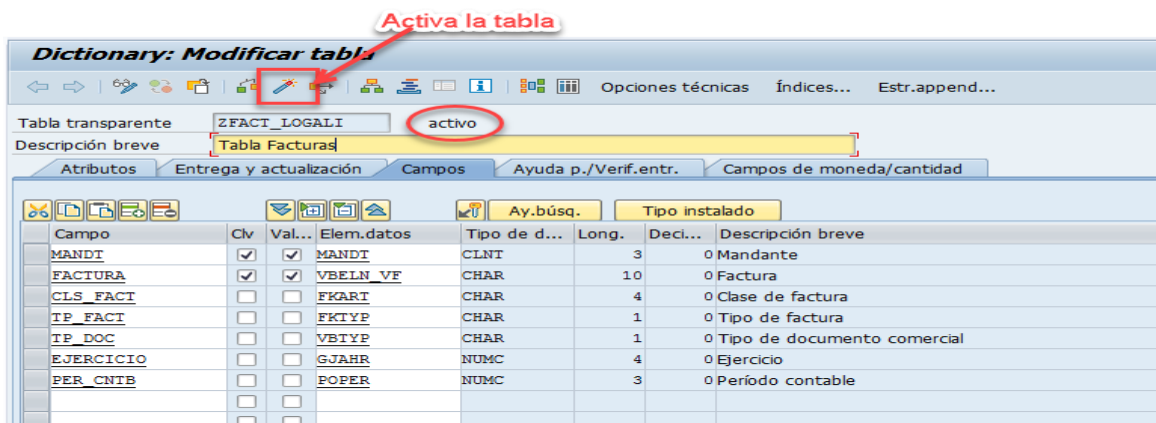 Activa la tabla
Dictionary: Modificar tabla
Opciones técnicas Índices... Estr.append...
Tabla transparente ZFACT_LOGALI activo
Descripción breve Tabla Facturas
Atributos Entrega y actualización Campos Ayuda p./Verif.entr. Campos de moneda/cantidad
Ay.búsq. Tipo instalado
Campo Clv Val... Elem.datos Tipo de d... Long. Deci... Descripción breve
MANDT MANDT CLNT 3 0 Mandante
FACTURA VBELN_VF CHAR 10 0 Factura
CLS_FACT FKART CHAR 4 0 Clase de factura
TP_FACT FKTYP CHAR 1 0 Tipo de factura
TP_DOC VBTYP CHAR 1 0 Tipo de documento comercial
EJERCICIO GJAHR NUMC 4 0 Ejercicio
PER_CNTB POPER NUMC 3 0 Período contable